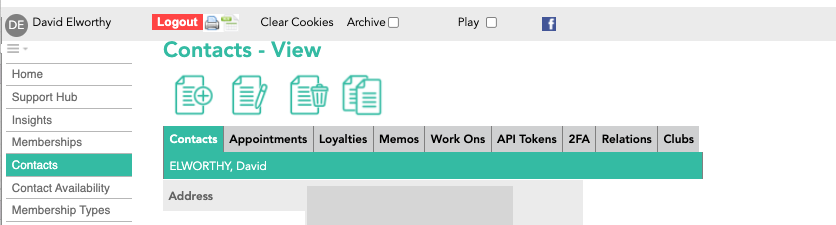 DE David Elworthy Logout Clear Cookies Archive Play
Contacts - View
Home
Support Hub
Insights
Memberships
Contacts
Contact Availability
Membership Types
Contacts Appointments Loyalties Memos Work Ons API Tokens 2FA Relations Clubs
ELWORTHY, David
Address